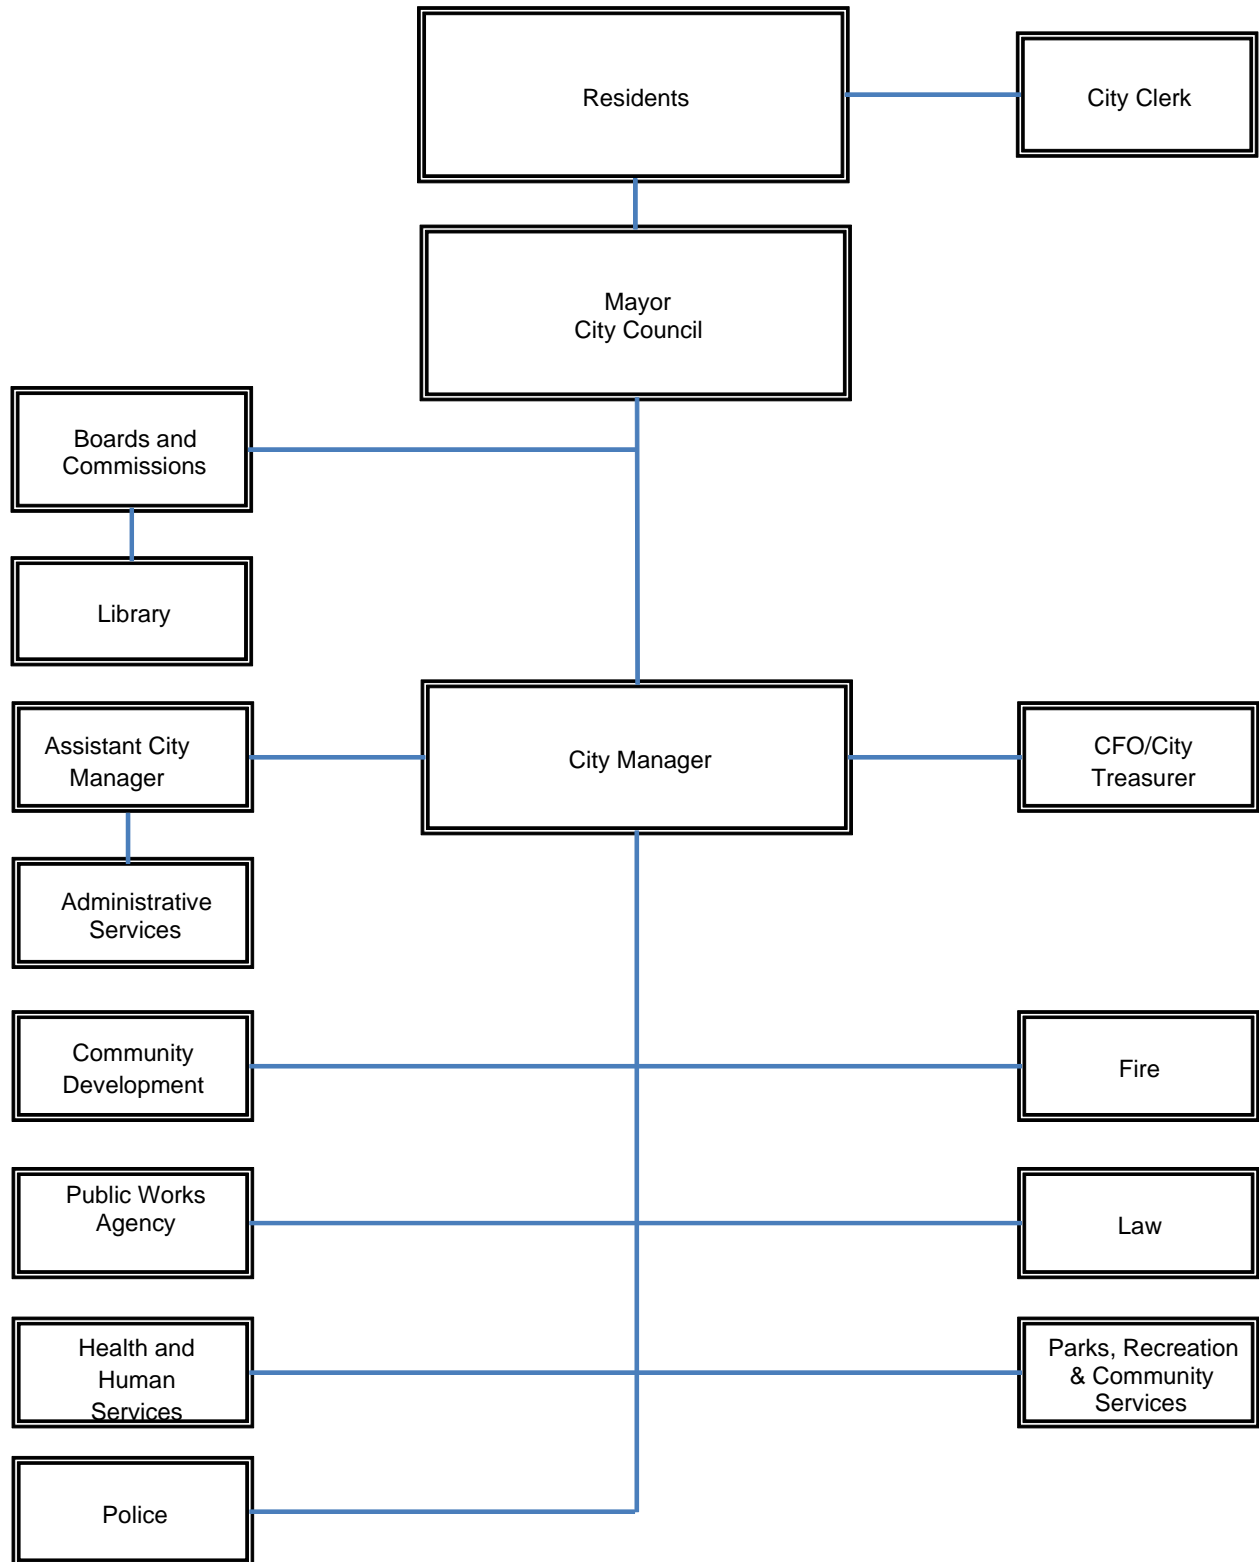 Residents
City Clerk
Mayor
City Council
Boards and
Commissions
Library
Assistant City
Manager
City Manager
CFO/City
Treasurer
Administrative
Services
Community
Development
Fire
Public Works
Agency
Law
Health and
Human
Services
Parks, Recreation
& Community
Services
Police